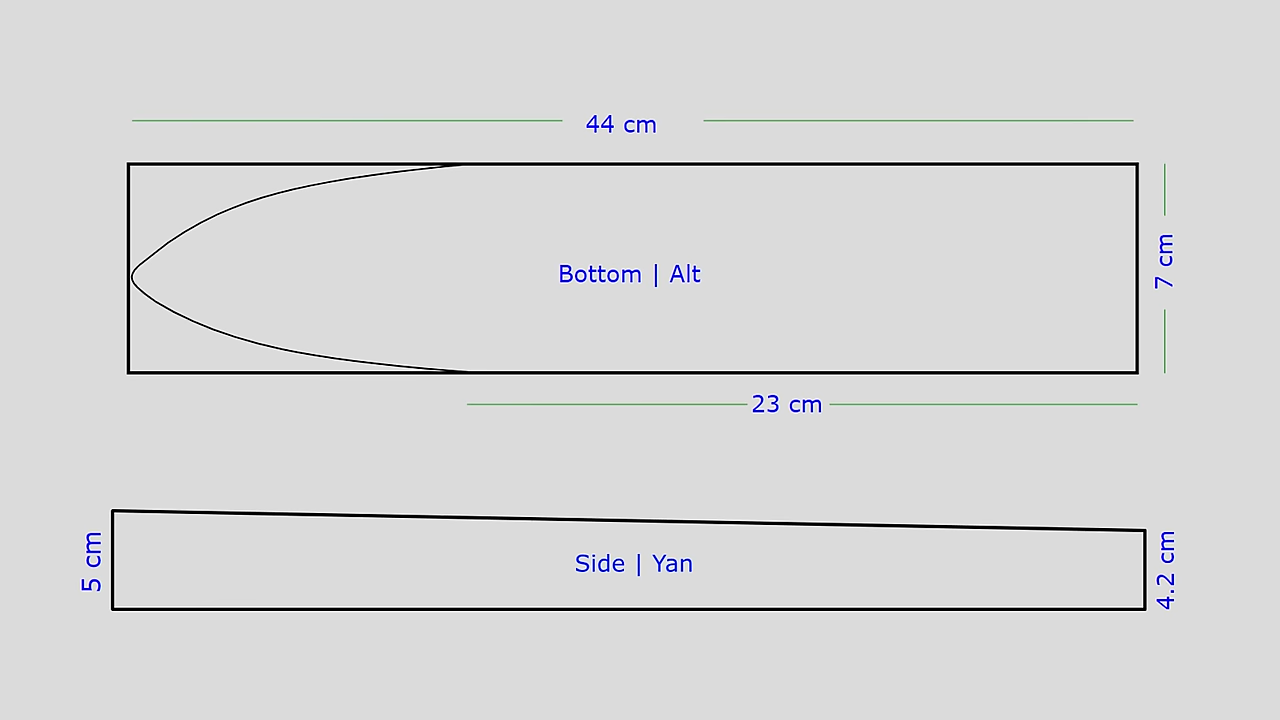 44 cm
Bottom | Alt
7 cm
23 cm
5 cm
Side | Yan
4.2 cm